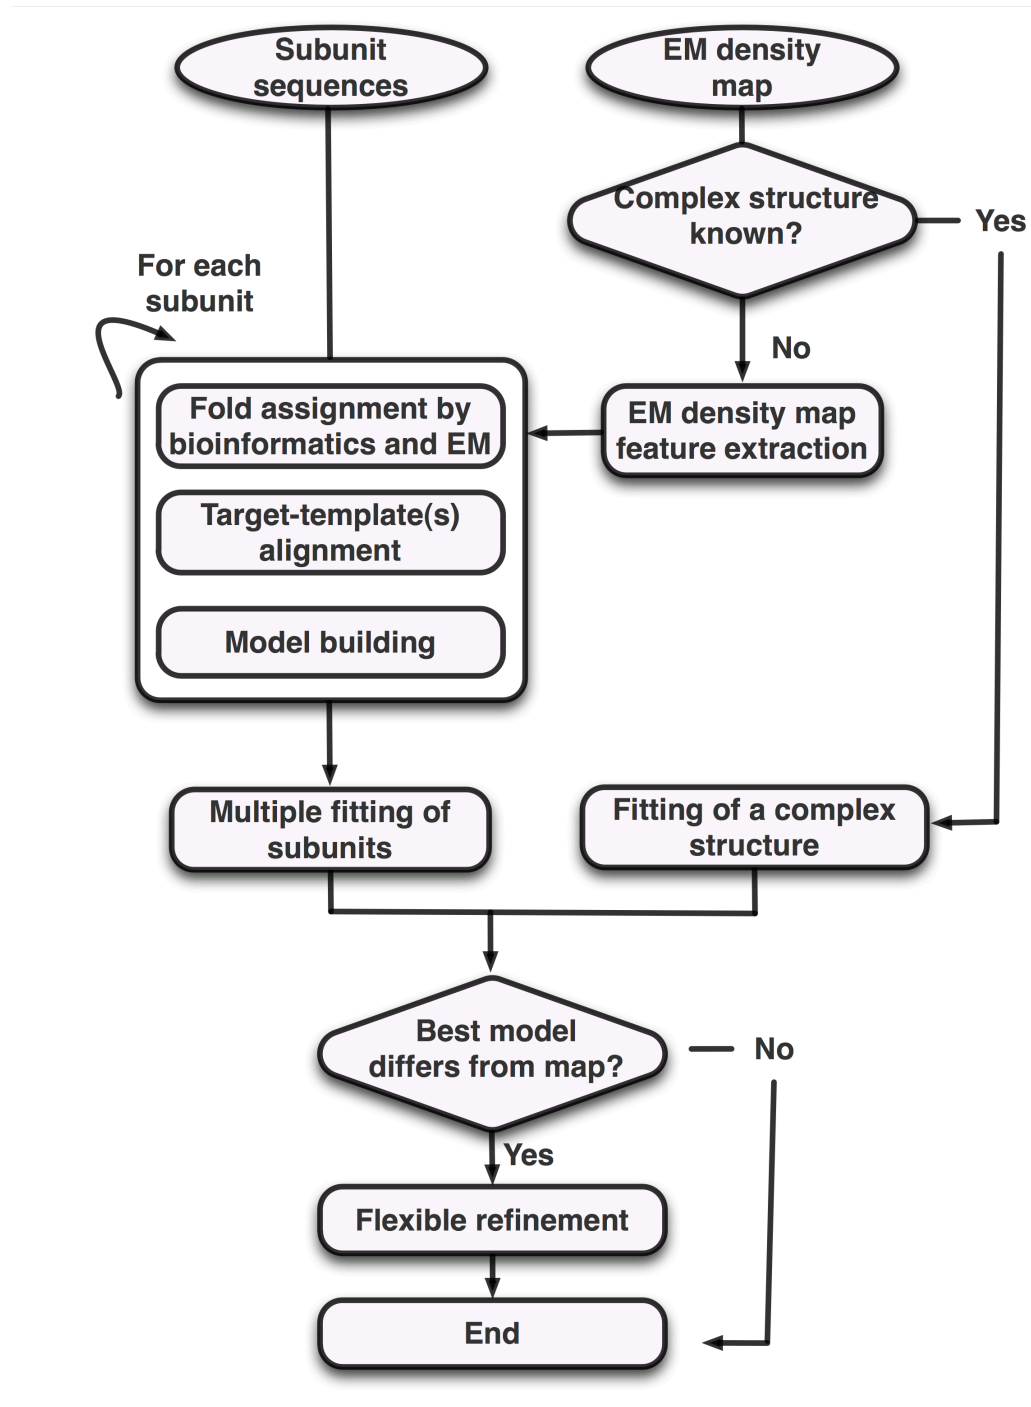 Subunit
sequences
EM density
map
Complex structure
known?
Yes
For each
subunit
No
Fold assignment by
bioinformatics and EM
EM density map
feature extraction
Target-template(s)
alignment
Model building
Multiple fitting of
subunits
Fitting of a complex
structure
Best model
differs from map?
No
Yes
Flexible refinement
End